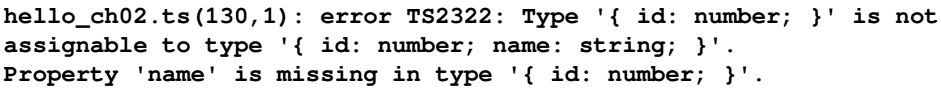 hello_ch02.ts(130,1): error TS2322: Type '{ id: number; }' is not
assignable to type '{ id: number; name: string; }'.
Property 'name' is missing in type '{ id: number; }'.